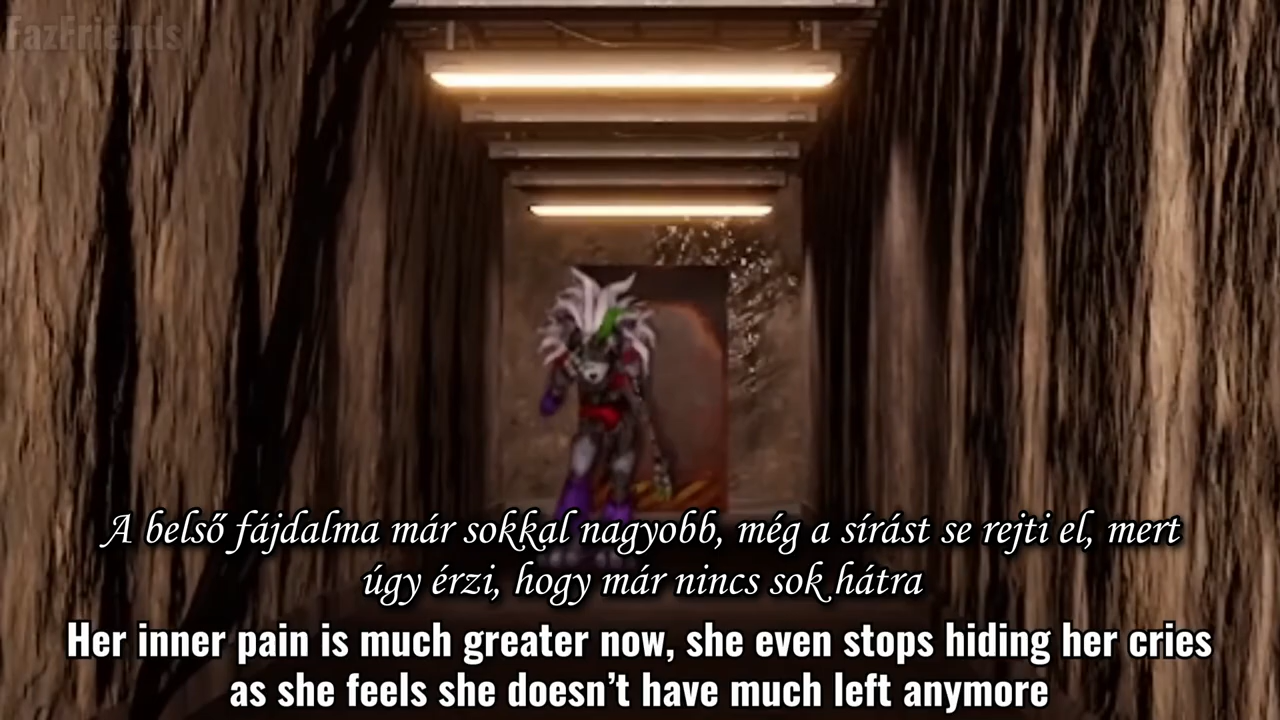 FazFriends
A belső fájdalma már sokkal nagyobb, még a sírást se rejti el, mert
úgy érzi, hogy már nincs sok hátra
Her inner pain is much greater now, she even stops hiding her cries
as she feels she doesn't have much left anymore